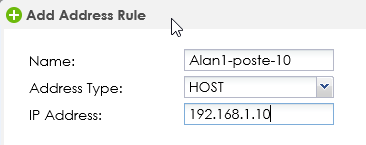 Add Address Rule
Name: Alan1-poste-10
Address Type: HOST
IP Address: 192.168.1.10